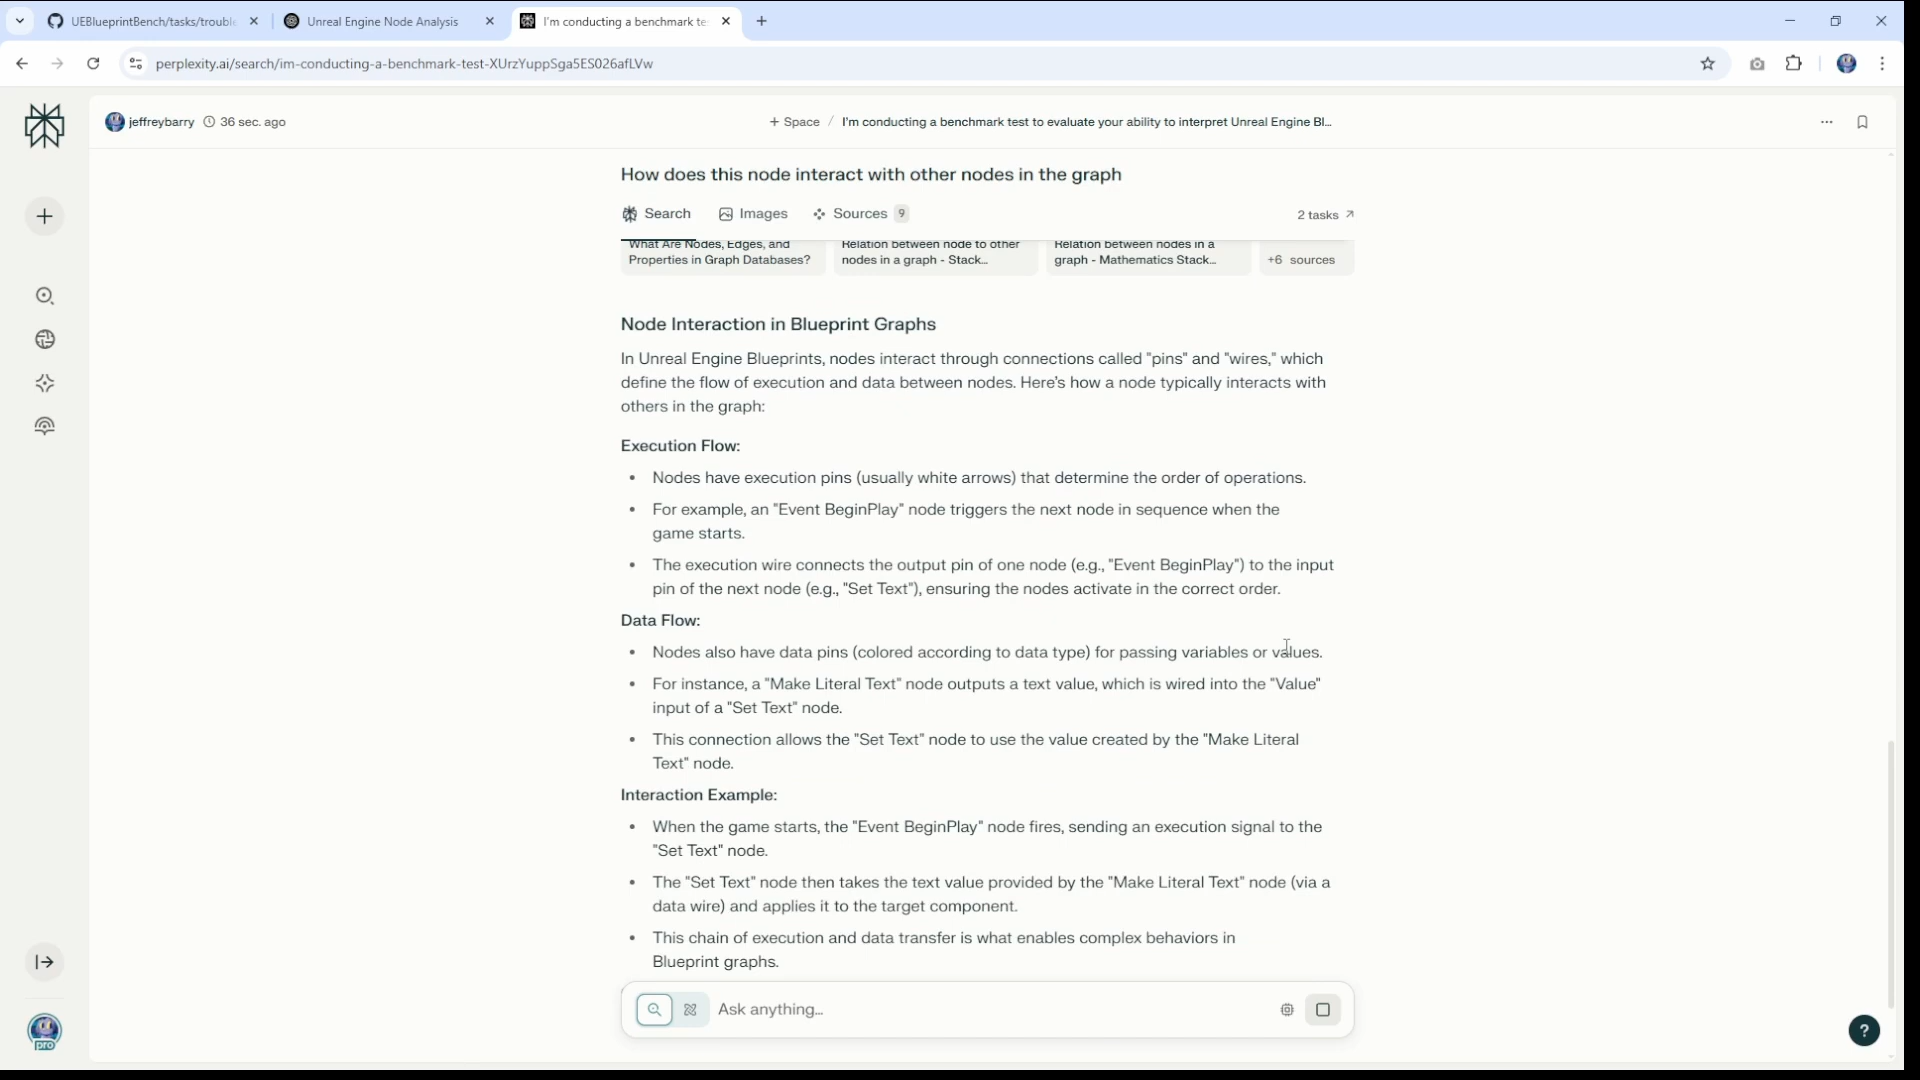 UEBlueprintBench/tasks/troubl
Unreal Engine Node Analysis
I'm conducting a benchmark te
perplexity.ai/search/im-conducting-a-benchmark-test-XUrzYuppSga5ES026afLVw
jeffreybarry 36 sec. ago
+ Space / I'm conducting a benchmark test to evaluate your ability to interpret Unreal Engine Bl...
How does this node interact with other nodes in the graph
Search Images Sources 9 2 tasks
What Are Nodes, Edges, and
Properties in Graph Databases?
Relation between node to other
nodes in a graph - Stack...
Relation between nodes in a
graph - Mathematics Stack...
+6 sources
Node Interaction in Blueprint Graphs
In Unreal Engine Blueprints, nodes interact through connections called "pins" and "wires," which
define the flow of execution and data between nodes. Here's how a node typically interacts with
others in the graph:
Execution Flow:
• Nodes have execution pins (usually white arrows) that determine the order of operations.
• For example, an "Event BeginPlay" node triggers the next node in sequence when the
game starts.
• The execution wire connects the output pin of one node (e.g., "Event BeginPlay") to the input
pin of the next node (e.g., "Set Text"), ensuring the nodes activate in the correct order.
Data Flow:
• Nodes also have data pins (colored according to data type) for passing variables or values.
• For instance, a "Make Literal Text" node outputs a text value, which is wired into the "Value"
input of a "Set Text" node.
• This connection allows the "Set Text" node to use the value created by the "Make Literal
Text" node.
Interaction Example:
• When the game starts, the "Event BeginPlay" node fires, sending an execution signal to the
"Set Text" node.
• The "Set Text" node then takes the text value provided by the "Make Literal Text" node (via a
data wire) and applies it to the target component.
• This chain of execution and data transfer is what enables complex behaviors in
Blueprint graphs.
Ask anything...
pro
?